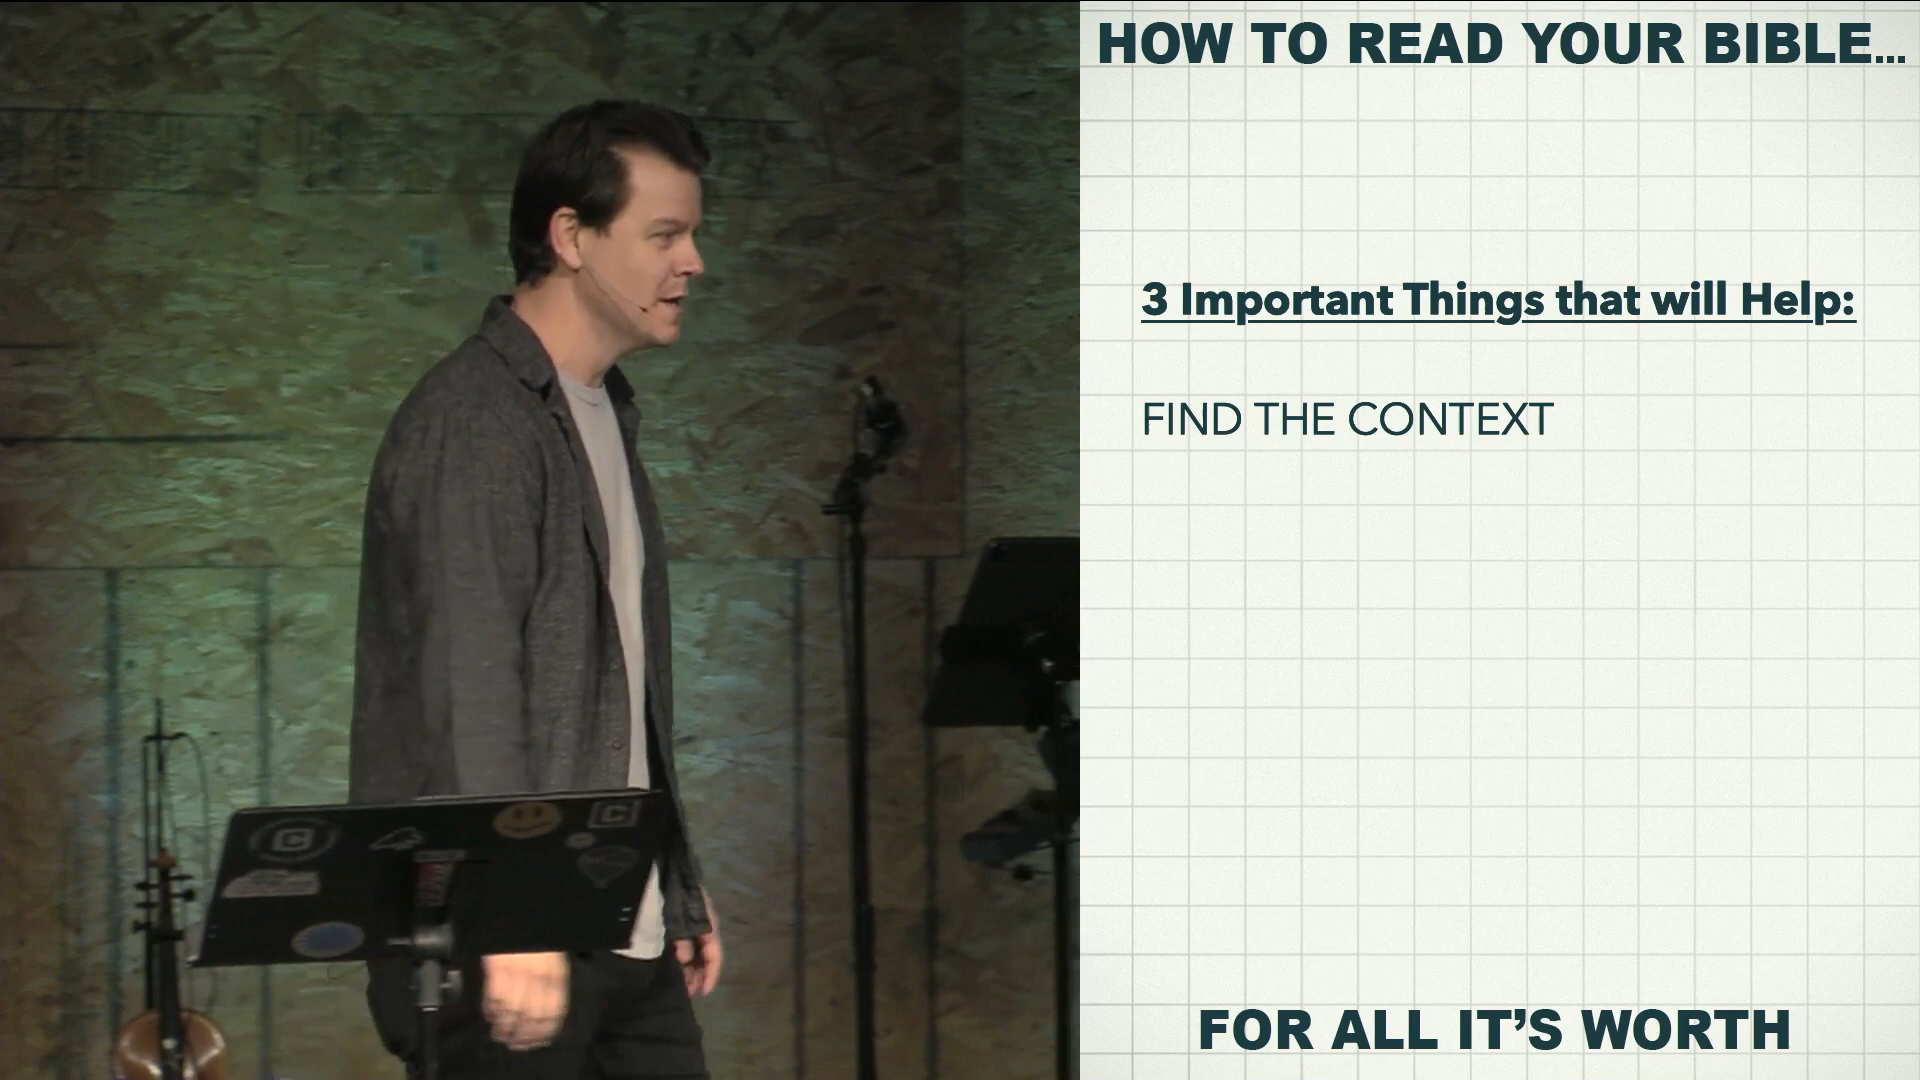 HOW TO READ YOUR BIBLE...
3 Important Things that will Help:
FIND THE CONTEXT
FOR ALL IT'S WORTH
C
C